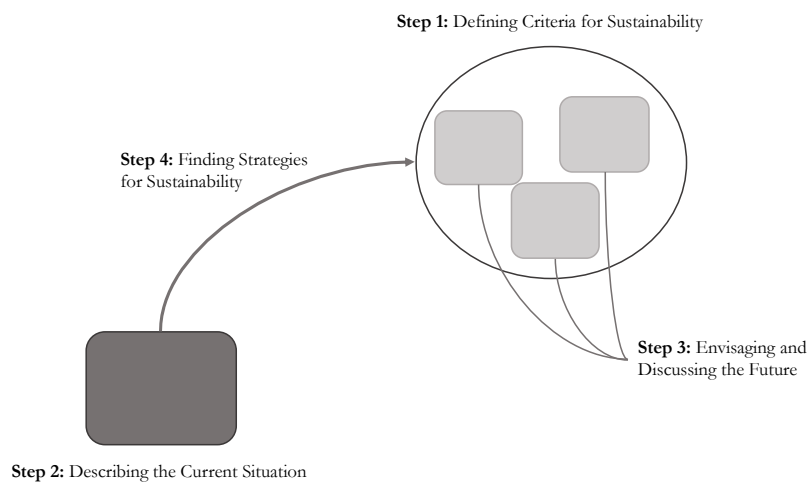 Step 1: Defining Criteria for Sustainability
Step 4: Finding Strategies
for Sustainability
Step 3: Envisaging and
Discussing the Future
Step 2: Describing the Current Situation